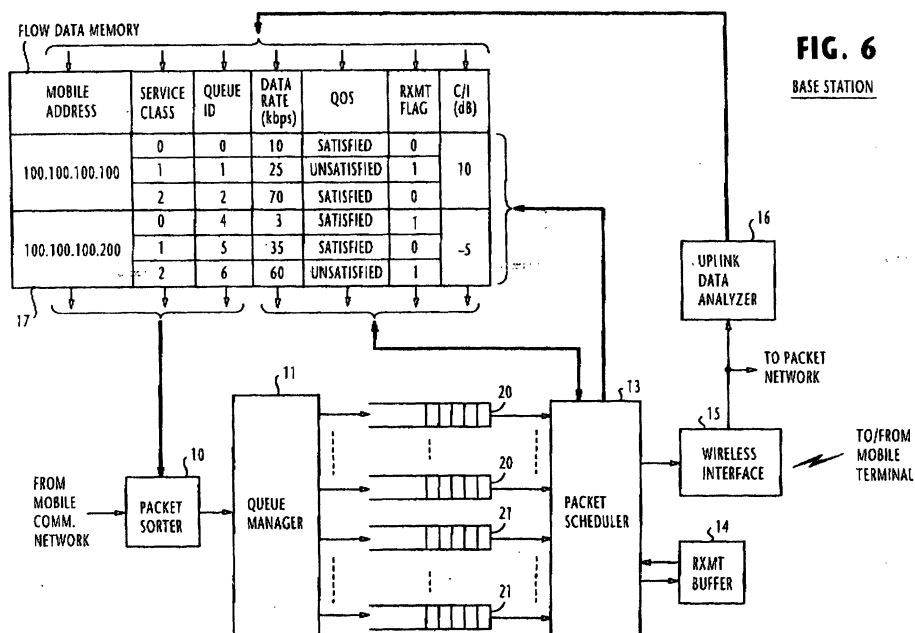 FIG. 6
BASE STATION
FLOW DATA MEMORY
MOBILE ADDRESS SERVICE CLASS QUEUE ID DATA RATE (kbps) QOS RXMT FLAG C/I (dB)
100.100.100.100 0 0 10 SATISFIED 0 10
1 1 25 UNSATISFIED 1
2 2 70 SATISFIED 0
100.100.100.200 0 4 3 SATISFIED 1 -5
1 5 35 SATISFIED 0
2 6 60 UNSATISFIED 1
17
16
UPLINK
DATA
ANALYZER
TO PACKET
NETWORK
11
20
13
15
10
FROM
MOBILE
COMM.
NETWORK
PACKET
SORTER
QUEUE
MANAGER
20
21
21
PACKET
SCHEDULER
WIRELESS
INTERFACE
TO/FROM
MOBILE
TERMINAL
14
RXMT
BUFFER